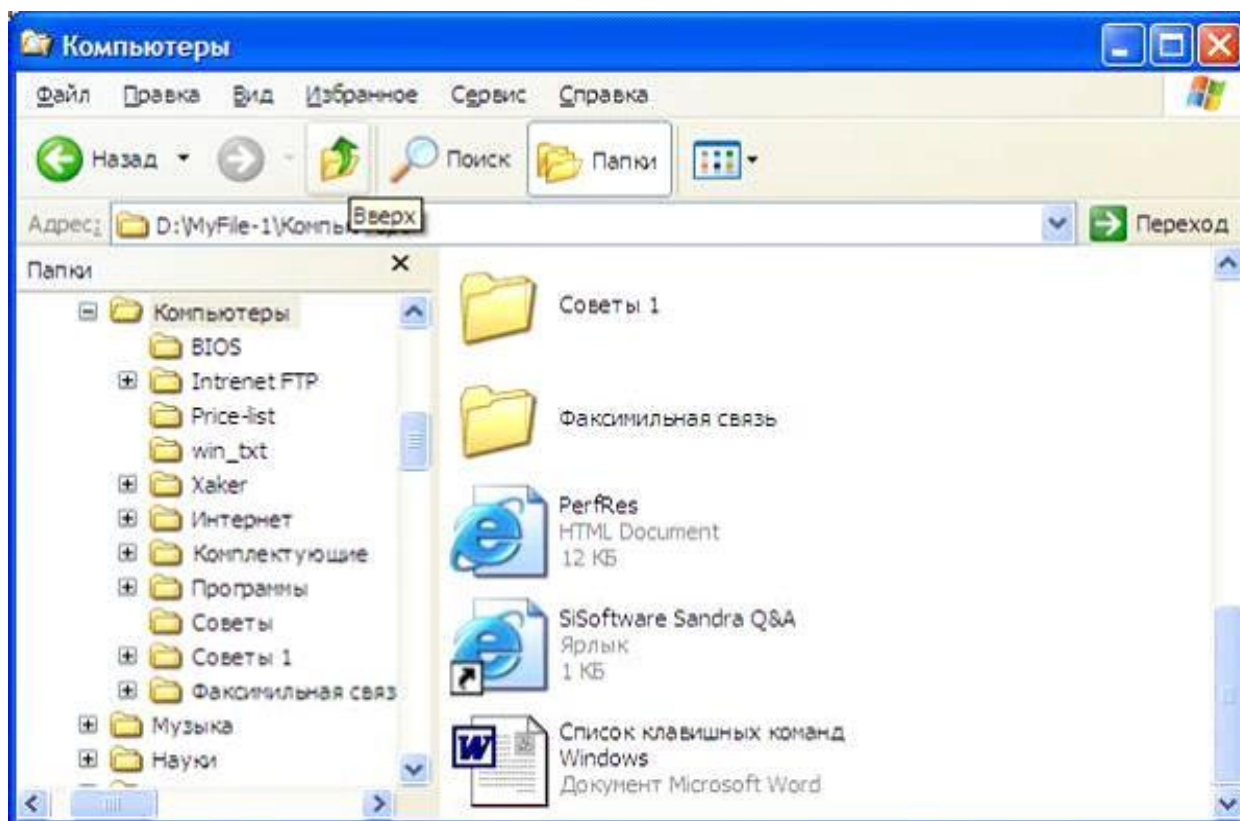 Компьютеры
Файл Правка Вид Избранное Сервис Справка
Назад Поиск Папки
Вверх
Адрес: D:\MyFile-1\Компь
Переход
Папки
Компьютеры
BIOS
Intrenet FTP
Price-list
win_txt
Xaker
Интернет
Комплектующие
Программы
Советы
Советы 1
Факсимильная связ
Музыка
Науки
Советы 1
Факсимильная связь
PerfRes
HTML Document
12 КБ
SiSoftware Sandra Q&A
Ярлык
1 КБ
Список клавишных команд
Windows
Документ Microsoft Word